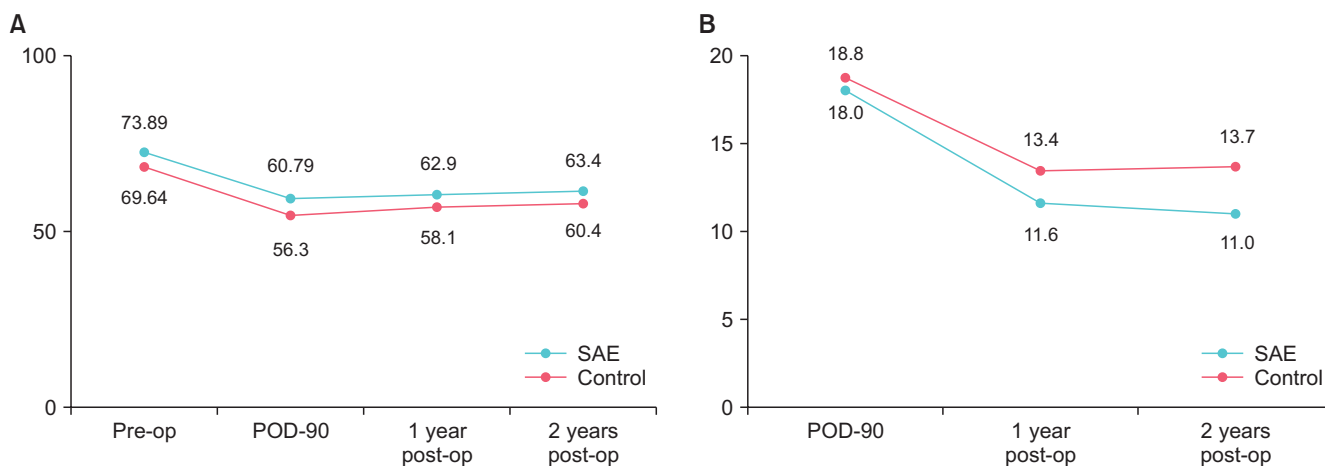 A
100
50
0
73.89
69.64
60.79
56.3
62.9
58.1
63.4
60.4
SAE
Control
Pre-op
POD-90
1 year
post-op
2 years
post-op
B
20
15
10
5
0
18.8
18.0
13.4
11.6
13.7
11.0
SAE
Control
POD-90
1 year
post-op
2 years
post-op